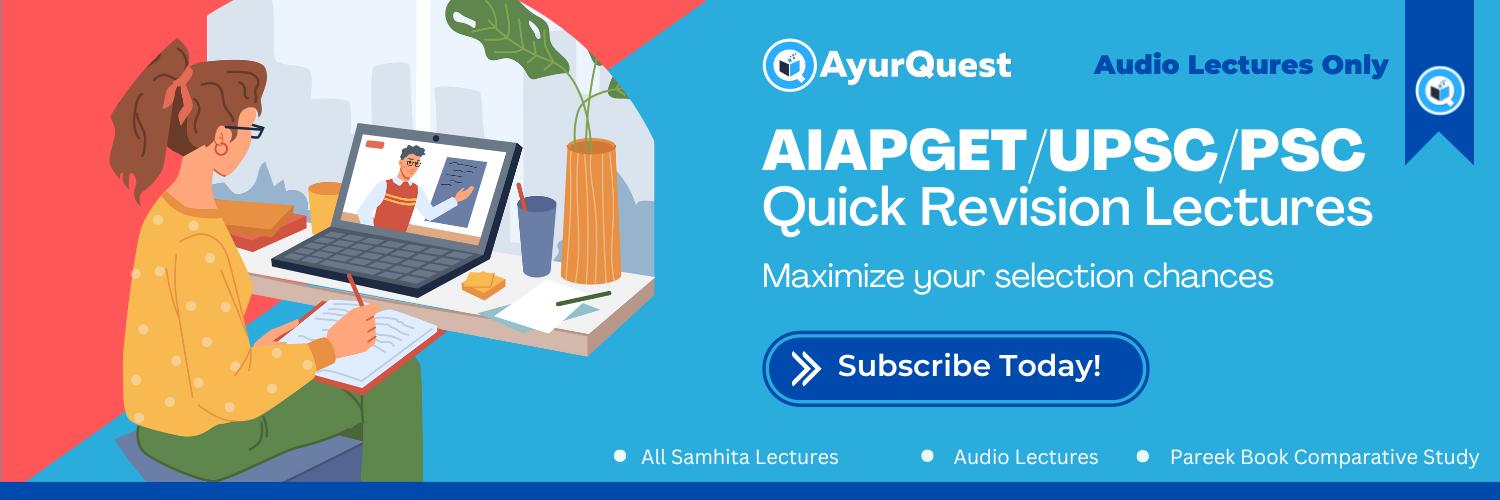 AyurQuest
Audio Lectures Only
AIAPGET/UPSC/PSC
Quick Revision Lectures
Maximize your selection chances
Subscribe Today!
All Samhita Lectures
Audio Lectures
Pareek Book Comparative Study